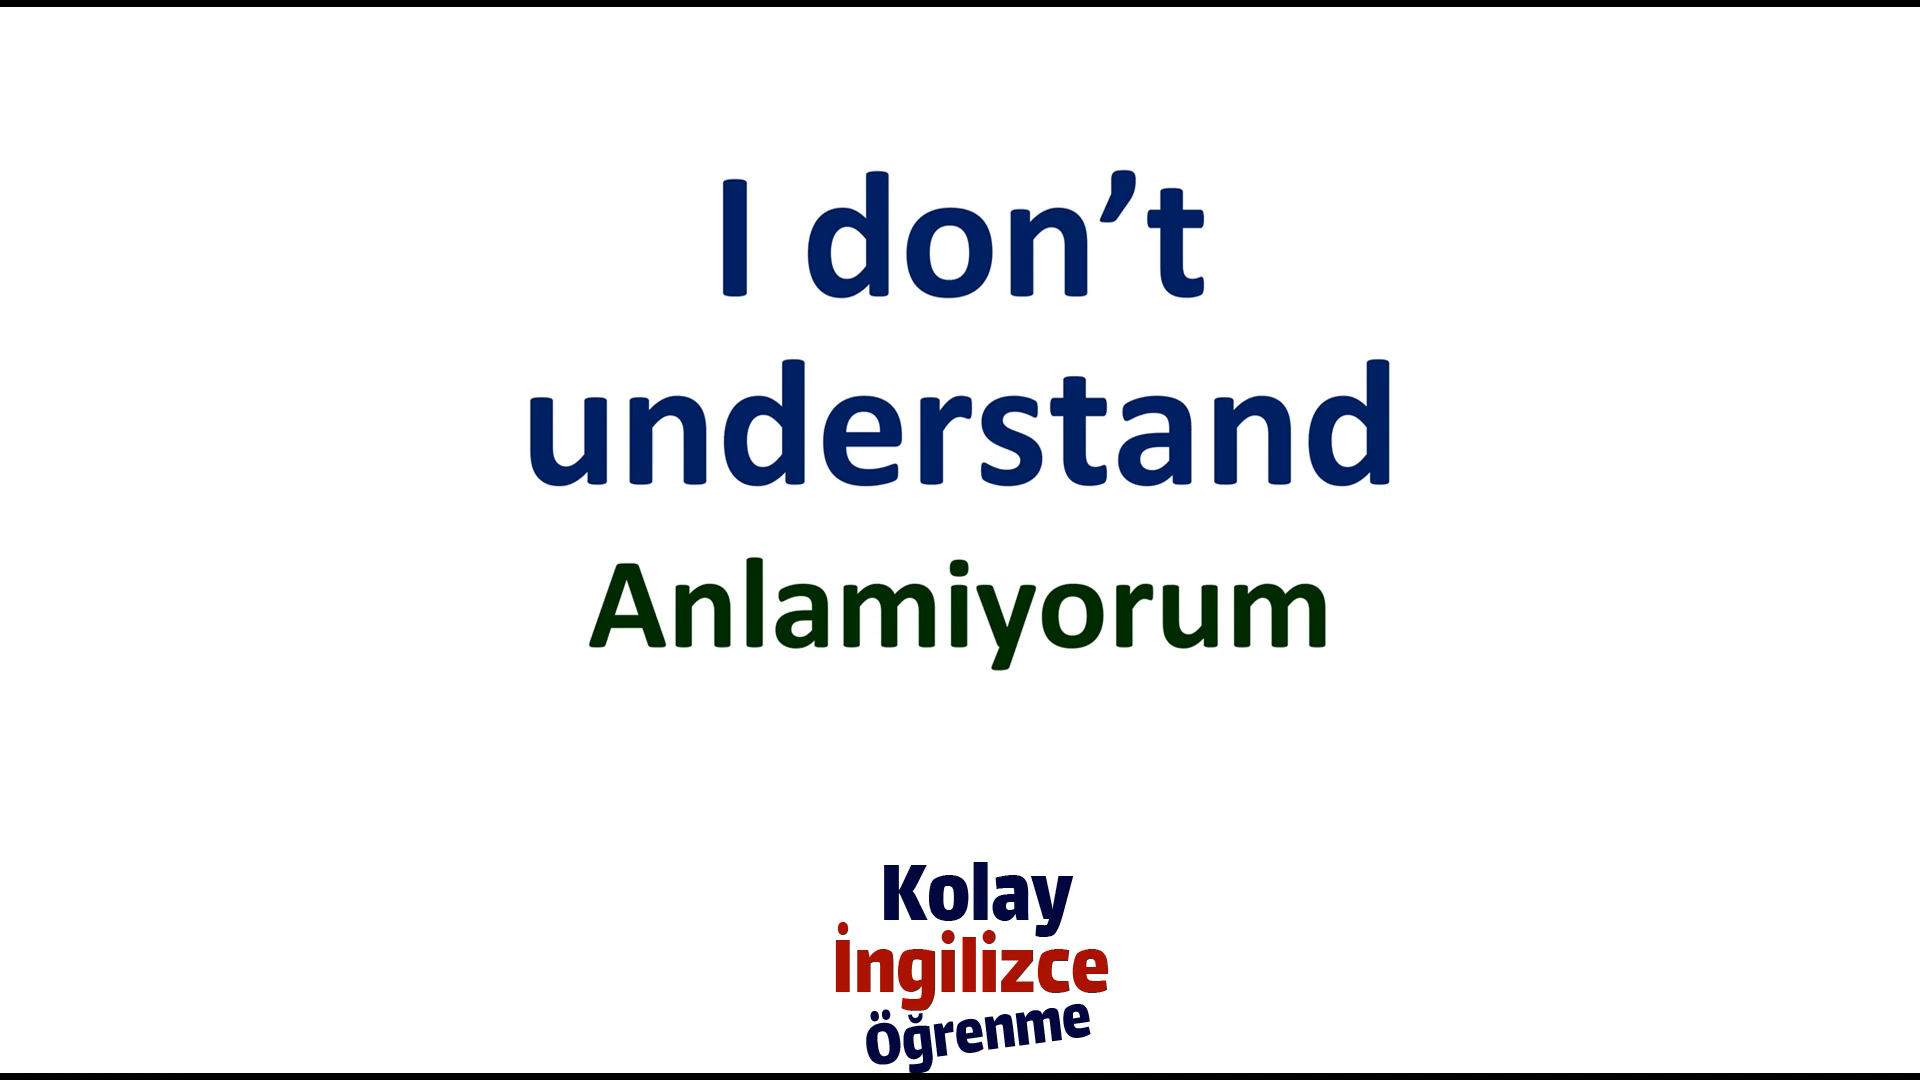 I don’t
understand
Anlamiyorum
Kolay
İngilizce
Öğrenme